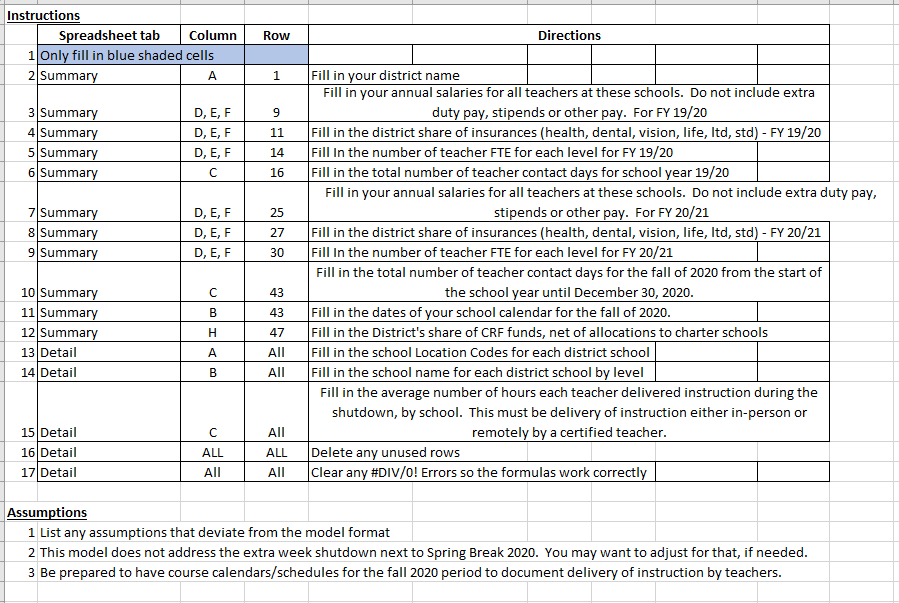 Instructions
Spreadsheet tab Column Row Directions
1 Only fill in blue shaded cells
2 Summary A 1 Fill in your district name
Fill in your annual salaries for all teachers at these schools. Do not include extra
3 Summary D, E, F 9 duty pay, stipends or other pay. For FY 19/20
4 Summary D, E, F 11 Fill in the district share of insurances (health, dental, vision, life, ltd, std) - FY 19/20
5 Summary D, E, F 14 Fill In the number of teacher FTE for each level for FY 19/20
6 Summary C 16 Fill in the total number of teacher contact days for school year 19/20
Fill in your annual salaries for all teachers at these schools. Do not include extra duty pay,
7 Summary D, E, F 25 stipends or other pay. For FY 20/21
8 Summary D, E, F 27 Fill in the district share of insurances (health, dental, vision, life, ltd, std) - FY 20/21
9 Summary D, E, F 30 Fill In the number of teacher FTE for each level for FY 20/21
Fill in the total number of teacher contact days for the fall of 2020 from the start of
10 Summary C 43 the school year until December 30, 2020.
11 Summary B 43 Fill in the dates of your school calendar for the fall of 2020.
12 Summary H 47 Fill in the District's share of CRF funds, net of allocations to charter schools
13 Detail A All Fill in the school Location Codes for each district school
14 Detail B All Fill in the school name for each district school by level
Fill in the average number of hours each teacher delivered instruction during the
shutdown, by school. This must be delivery of instruction either in-person or
15 Detail C All remotely by a certified teacher.
16 Detail ALL ALL Delete any unused rows
17 Detail All All Clear any #DIV/0! Errors so the formulas work correctly
Assumptions
1 List any assumptions that deviate from the model format
2 This model does not address the extra week shutdown next to Spring Break 2020. You may want to adjust for that, if needed.
3 Be prepared to have course calendars/schedules for the fall 2020 period to document delivery of instruction by teachers.